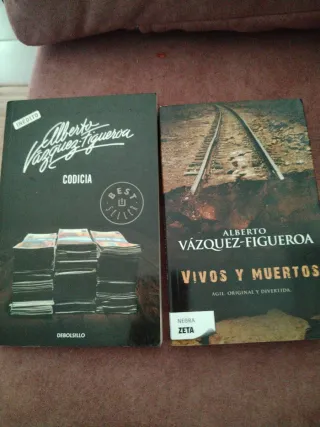 INÉDITO
Alberto
Vázquez-Figueroa
CODICIA
BEST
SELLER
DEBOLSILLO
ALBERTO
VÁZQUEZ-FIGUEROA
VIVOS Y MUERTOS
ÁGIL, ORIGINAL Y DIVERTIDA.
NEGRA
ZETA